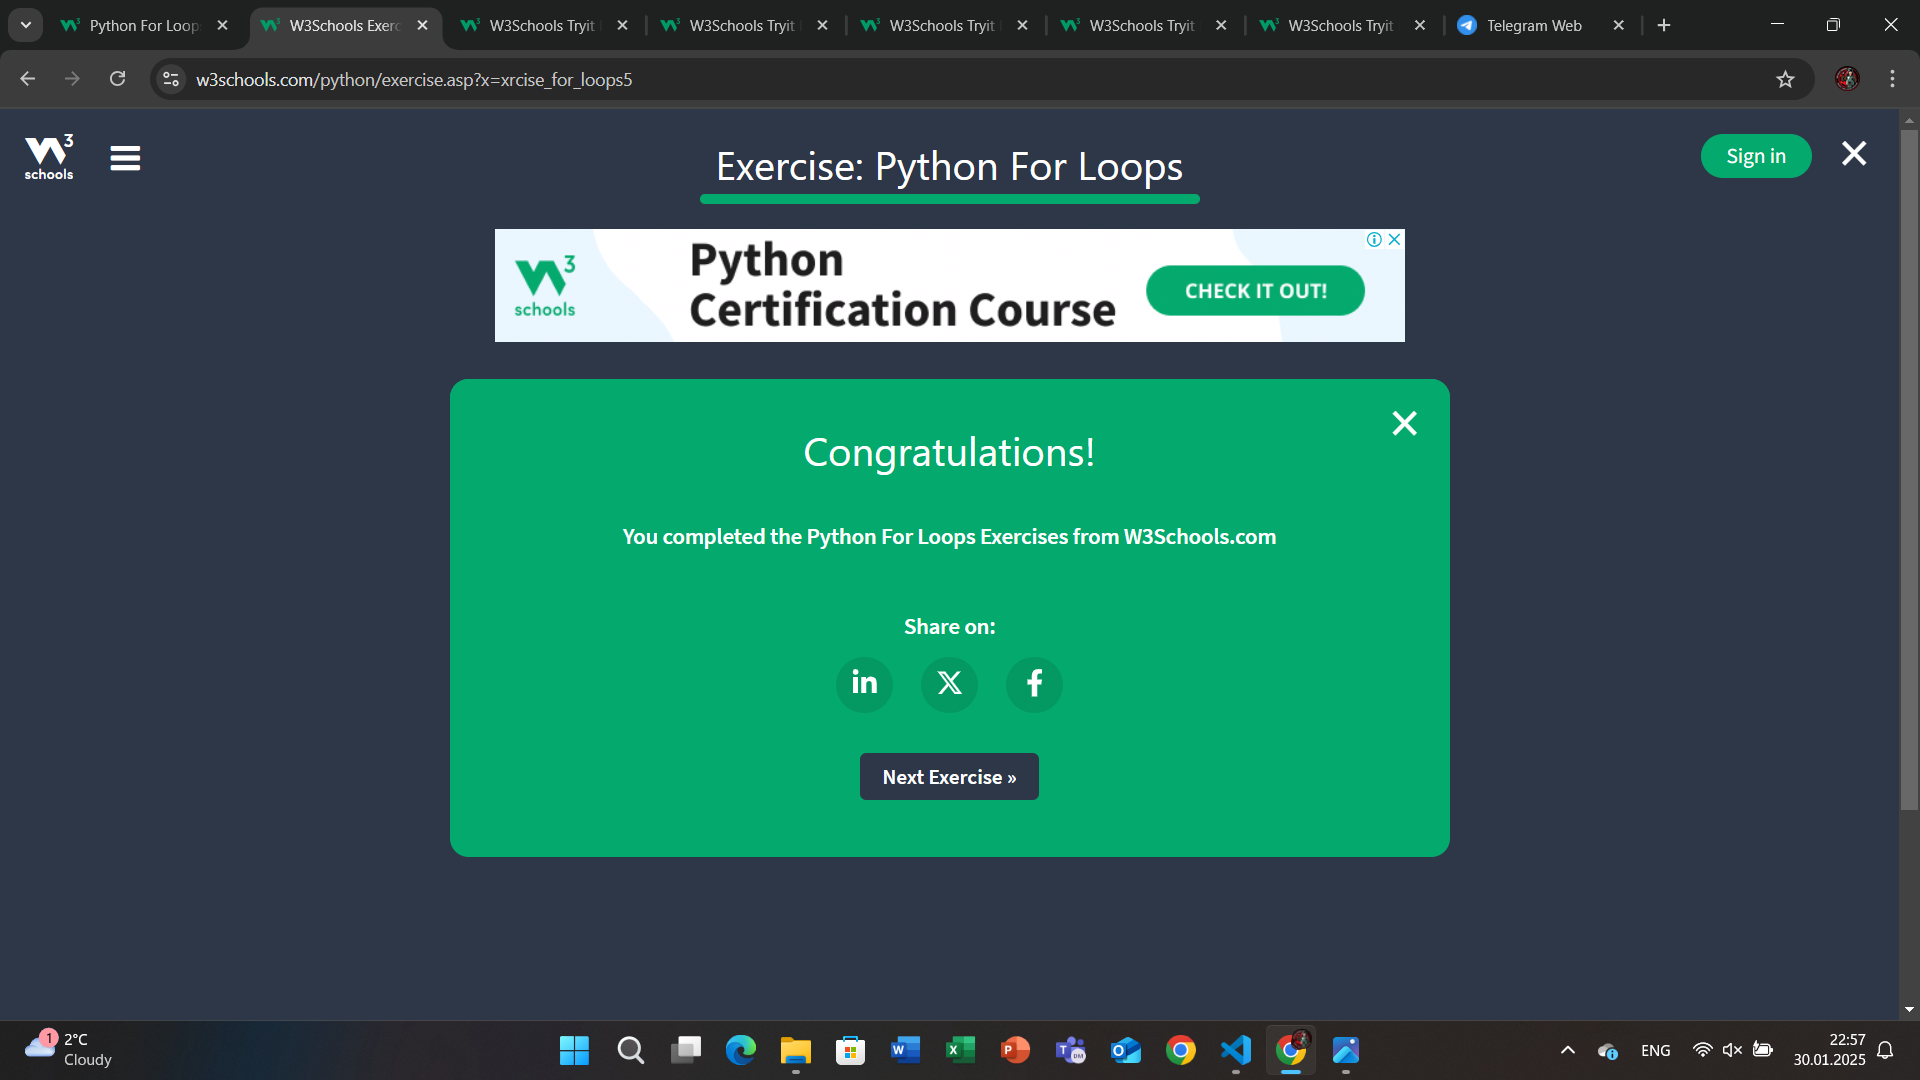 Python For Loop
W3Schools Exerc
W3Schools Tryit
W3Schools Tryit
W3Schools Tryit
W3Schools Tryit
W3Schools Tryit
Telegram Web
w3schools.com/python/exercise.asp?x=xrcise_for_loops5
3
schools
Exercise: Python For Loops
Sign in
3
schools
Python
Certification Course
CHECK IT OUT!
Congratulations!
You completed the Python For Loops Exercises from W3Schools.com
Share on:
in
X
f
Next Exercise »
1
2°C
Cloudy
ENG
22:57
30.01.2025